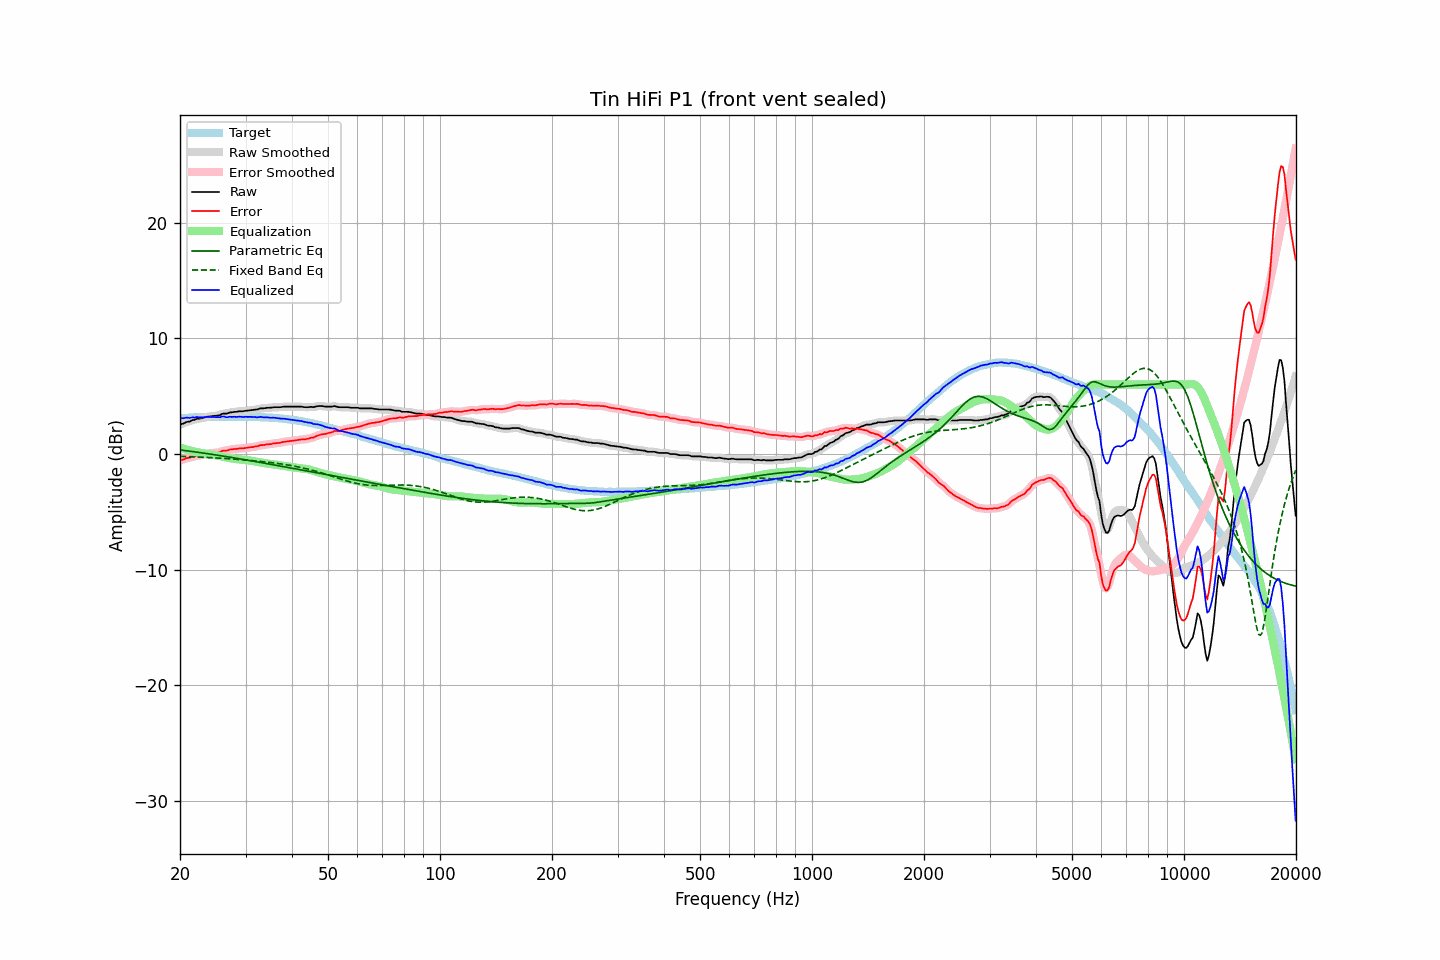 Tin HiFi P1 (front vent sealed)
Target
Raw Smoothed
Error Smoothed
Raw
Error
Equalization
Parametric Eq
Fixed Band Eq
Equalized
20
10
0
−10
−20
−30
Amplitude (dBr)
20
50
100
200
500
1000
2000
5000
10000
20000
Frequency (Hz)